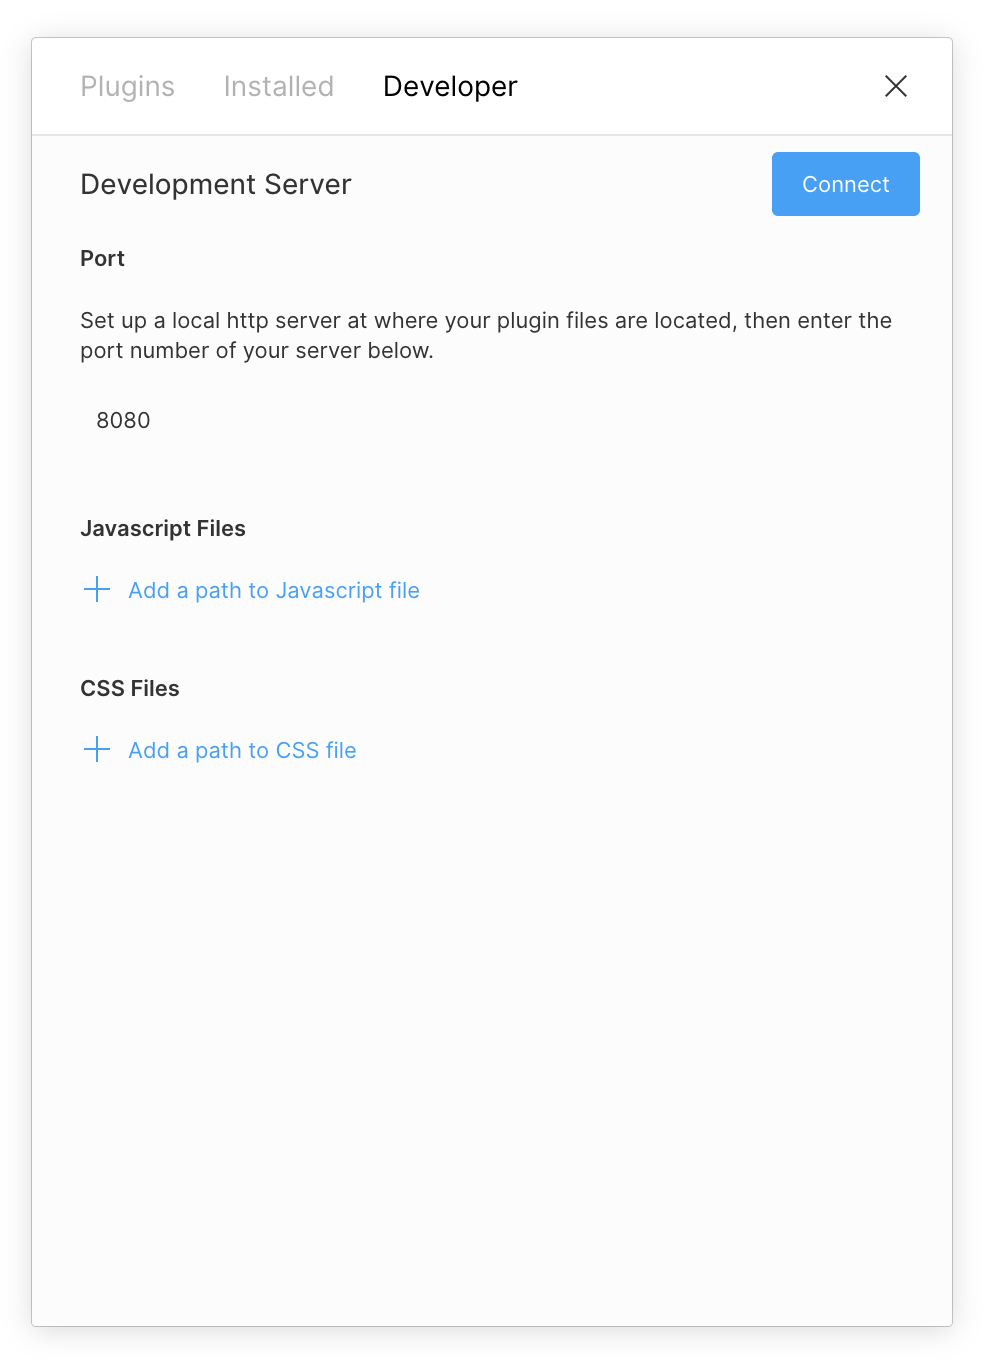 Plugins Installed Developer
Development Server
Connect
Port
Set up a local http server at where your plugin files are located, then enter the
port number of your server below.
8080
Javascript Files
Add a path to Javascript file
CSS Files
Add a path to CSS file